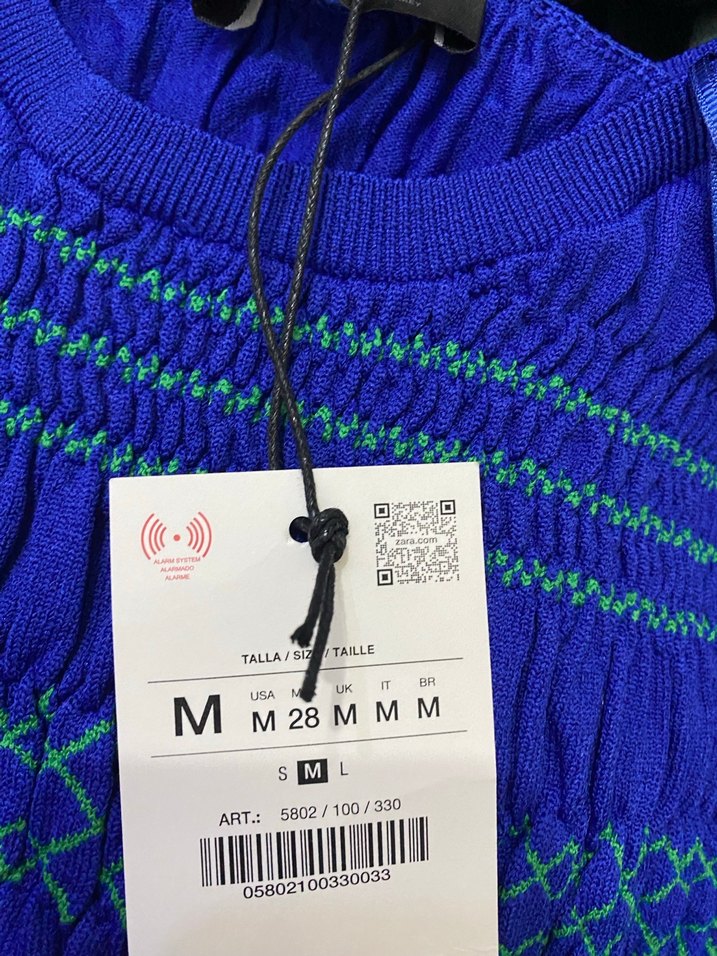 ALARM SYSTEM
ALARMADO
ALARME
zara.com
TALLA / SIZE / TAILLE
USA UK IT BR
M M 28 M M M
S M L
ART.: 5802 / 100 / 330
05802100330033